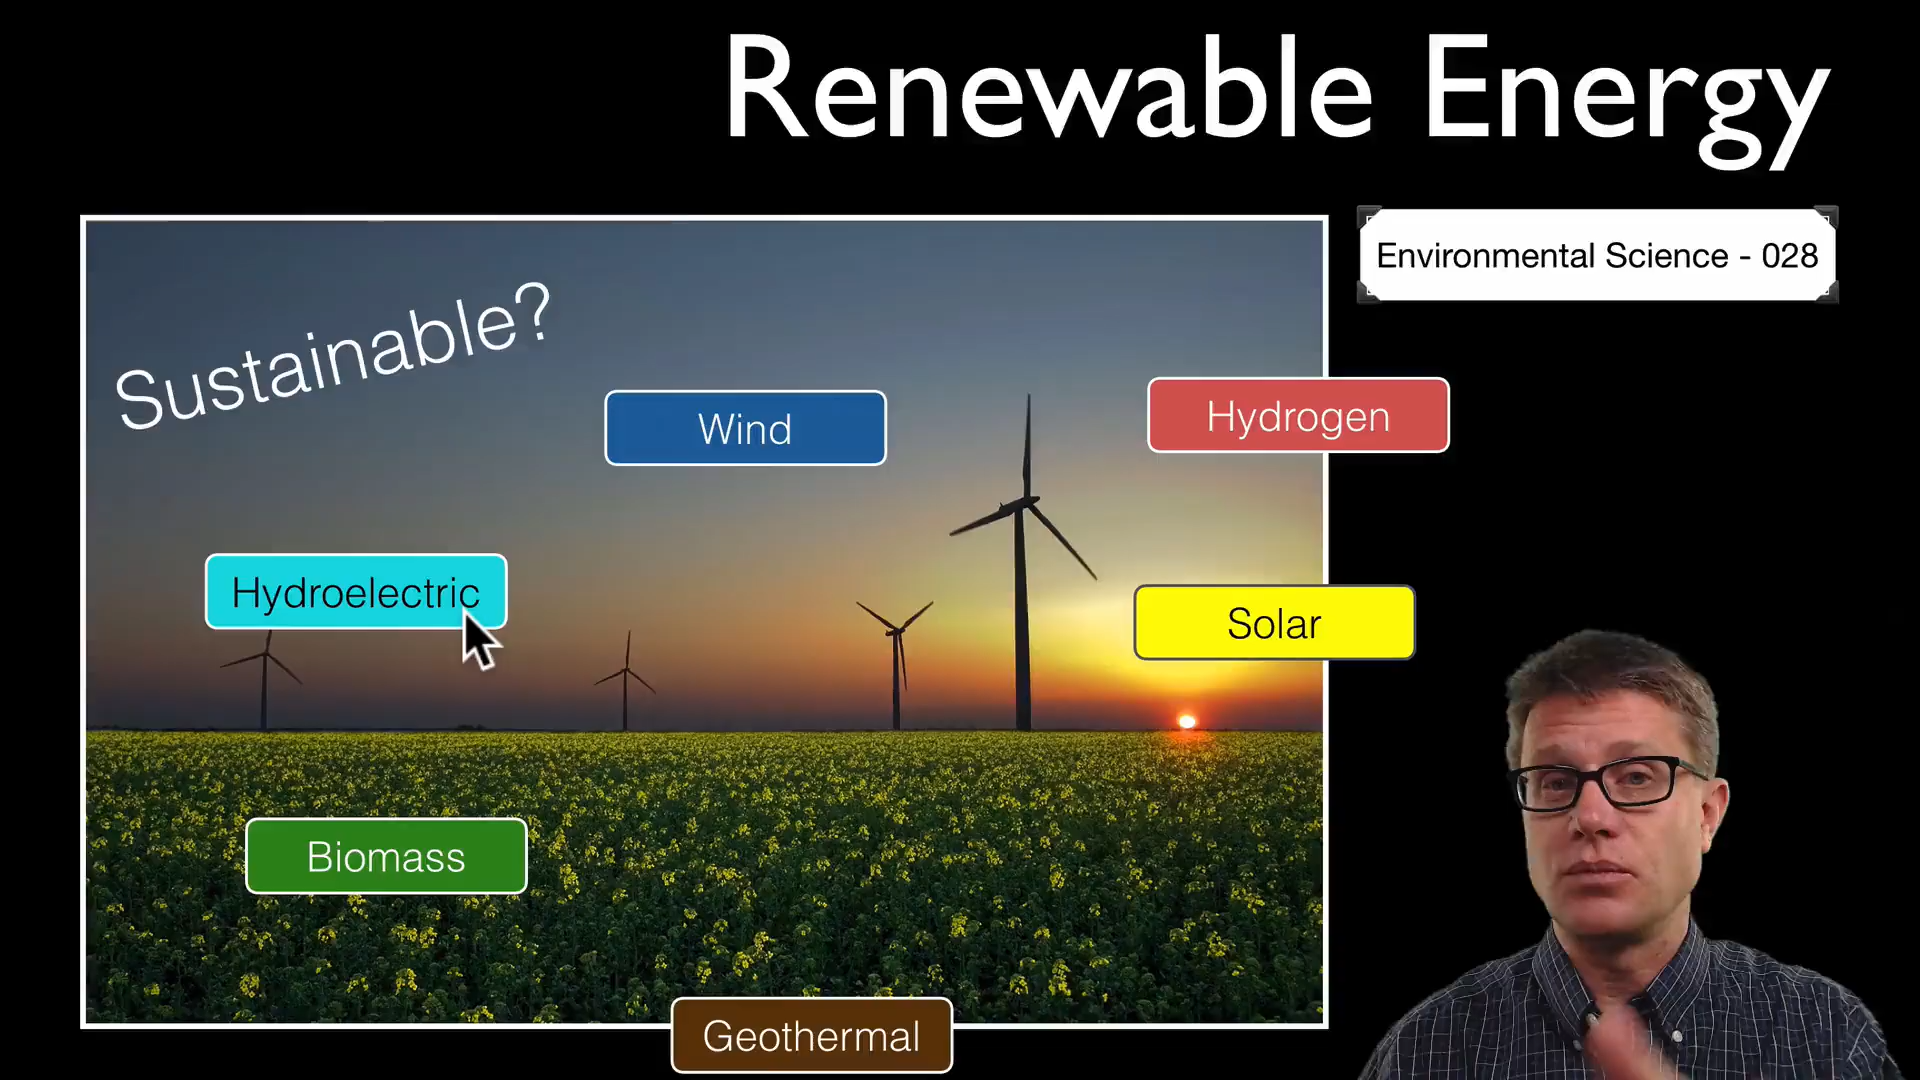 Renewable Energy
Environmental Science - 028
Sustainable?
Wind
Hydrogen
Hydroelectric
Solar
Biomass
Geothermal